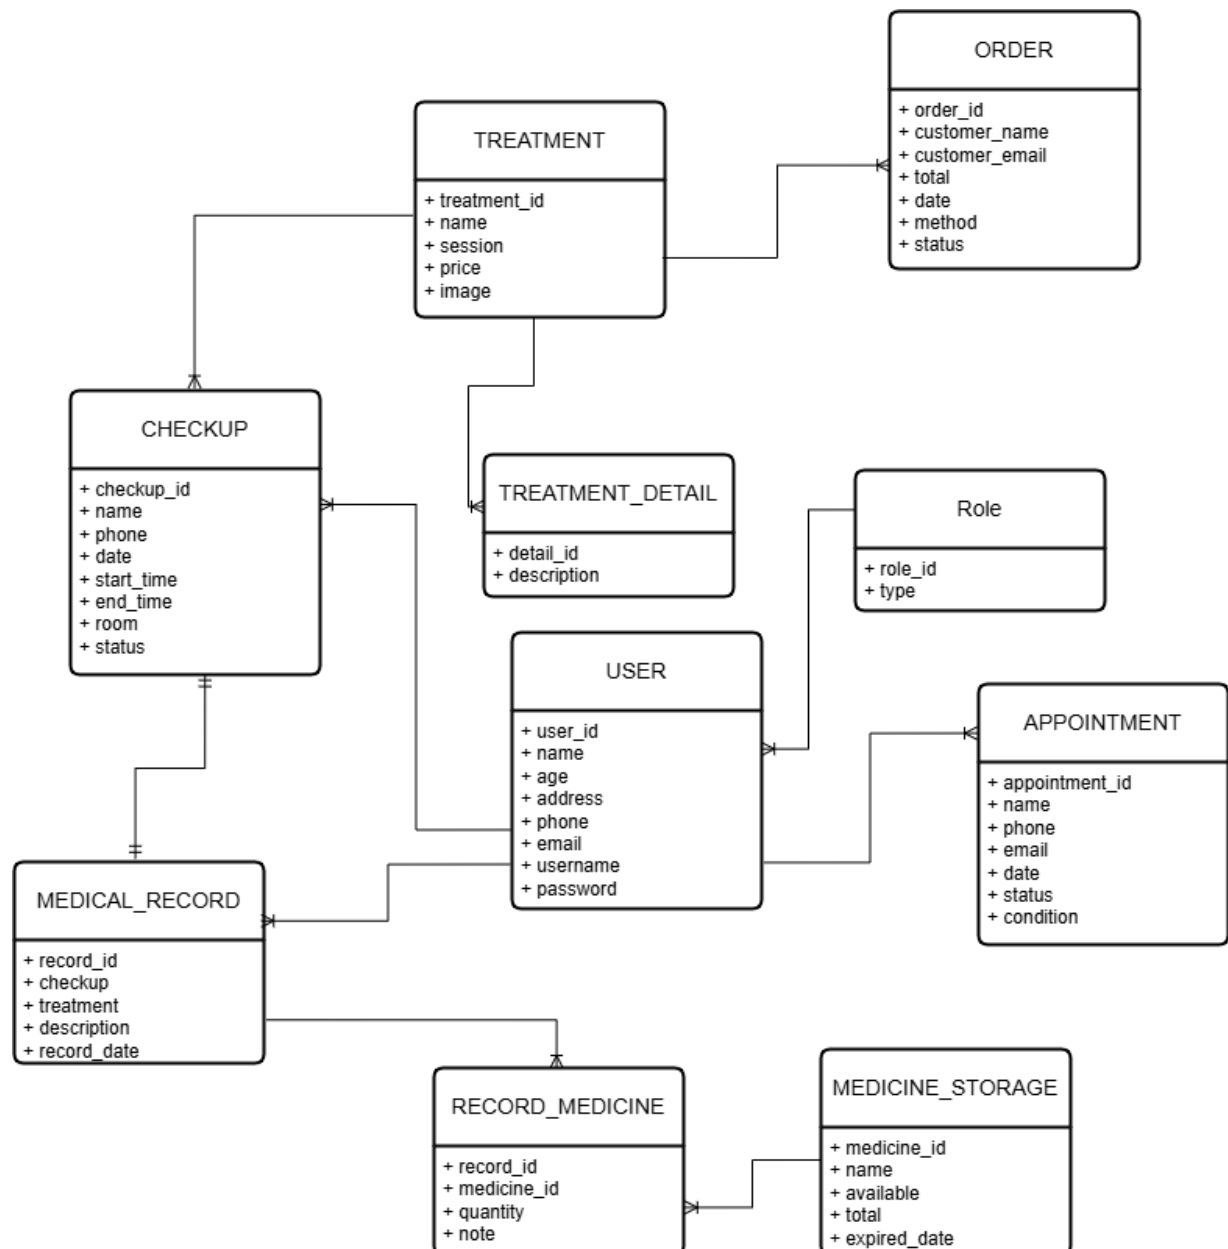 ORDER
+ order_id
+ customer_name
+ customer_email
+ total
+ date
+ method
+ status
TREATMENT
+ treatment_id
+ name
+ session
+ price
+ image
CHECKUP
+ checkup_id
+ name
+ phone
+ date
+ start_time
+ end_time
+ room
+ status
TREATMENT_DETAIL
+ detail_id
+ description
Role
+ role_id
+ type
USER
+ user_id
+ name
+ age
+ address
+ phone
+ email
+ username
+ password
APPOINTMENT
+ appointment_id
+ name
+ phone
+ email
+ date
+ status
+ condition
MEDICAL_RECORD
+ record_id
+ checkup
+ treatment
+ description
+ record_date
RECORD_MEDICINE
+ record_id
+ medicine_id
+ quantity
+ note
MEDICINE_STORAGE
+ medicine_id
+ name
+ available
+ total
+ expired_date